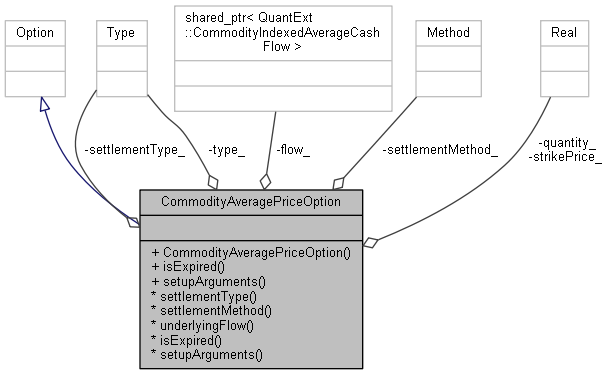 Option
Type
shared_ptr< QuantExt
::CommodityIndexedAverageCash
Flow >
Method
Real
-settlementType_
-type_
-flow_
-settlementMethod_
-quantity_
-strikePrice_
CommodityAveragePriceOption
+ CommodityAveragePriceOption()
+ isExpired()
+ setupArguments()
* settlementType()
* settlementMethod()
* underlyingFlow()
* isExpired()
* setupArguments()